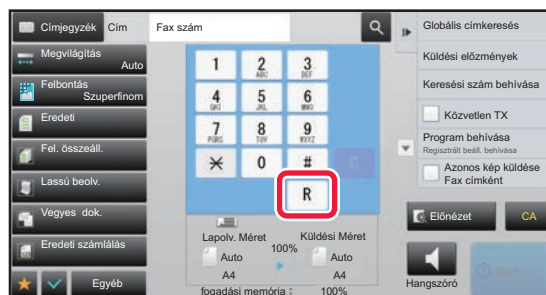 Címjegyzék
Cím
Fax szám
Globális címkeresés
Megvilágítás
Auto
Küldési előzmények
Felbontás
Szuperfinom
Keresési szám behívása
Eredeti
Közvetlen TX
Fel. összeáll.
Program behívása
Regisztrált beáll. behívása
Lassú beolv.
Azonos kép küldése
Fax címként
Vegyes dok.
Előnézet
CA
Eredeti számlálás
Egyéb
1
2
ABC
3
DEF
4
GHI
5
JKL
6
MNO
7
PQRS
8
TUV
9
WXYZ
0
#
C
R
Lapolv. Méret
100%
Küldési Méret
Auto
A4
Auto
A4
fogadási memória :
100%
Hangszóró
Start